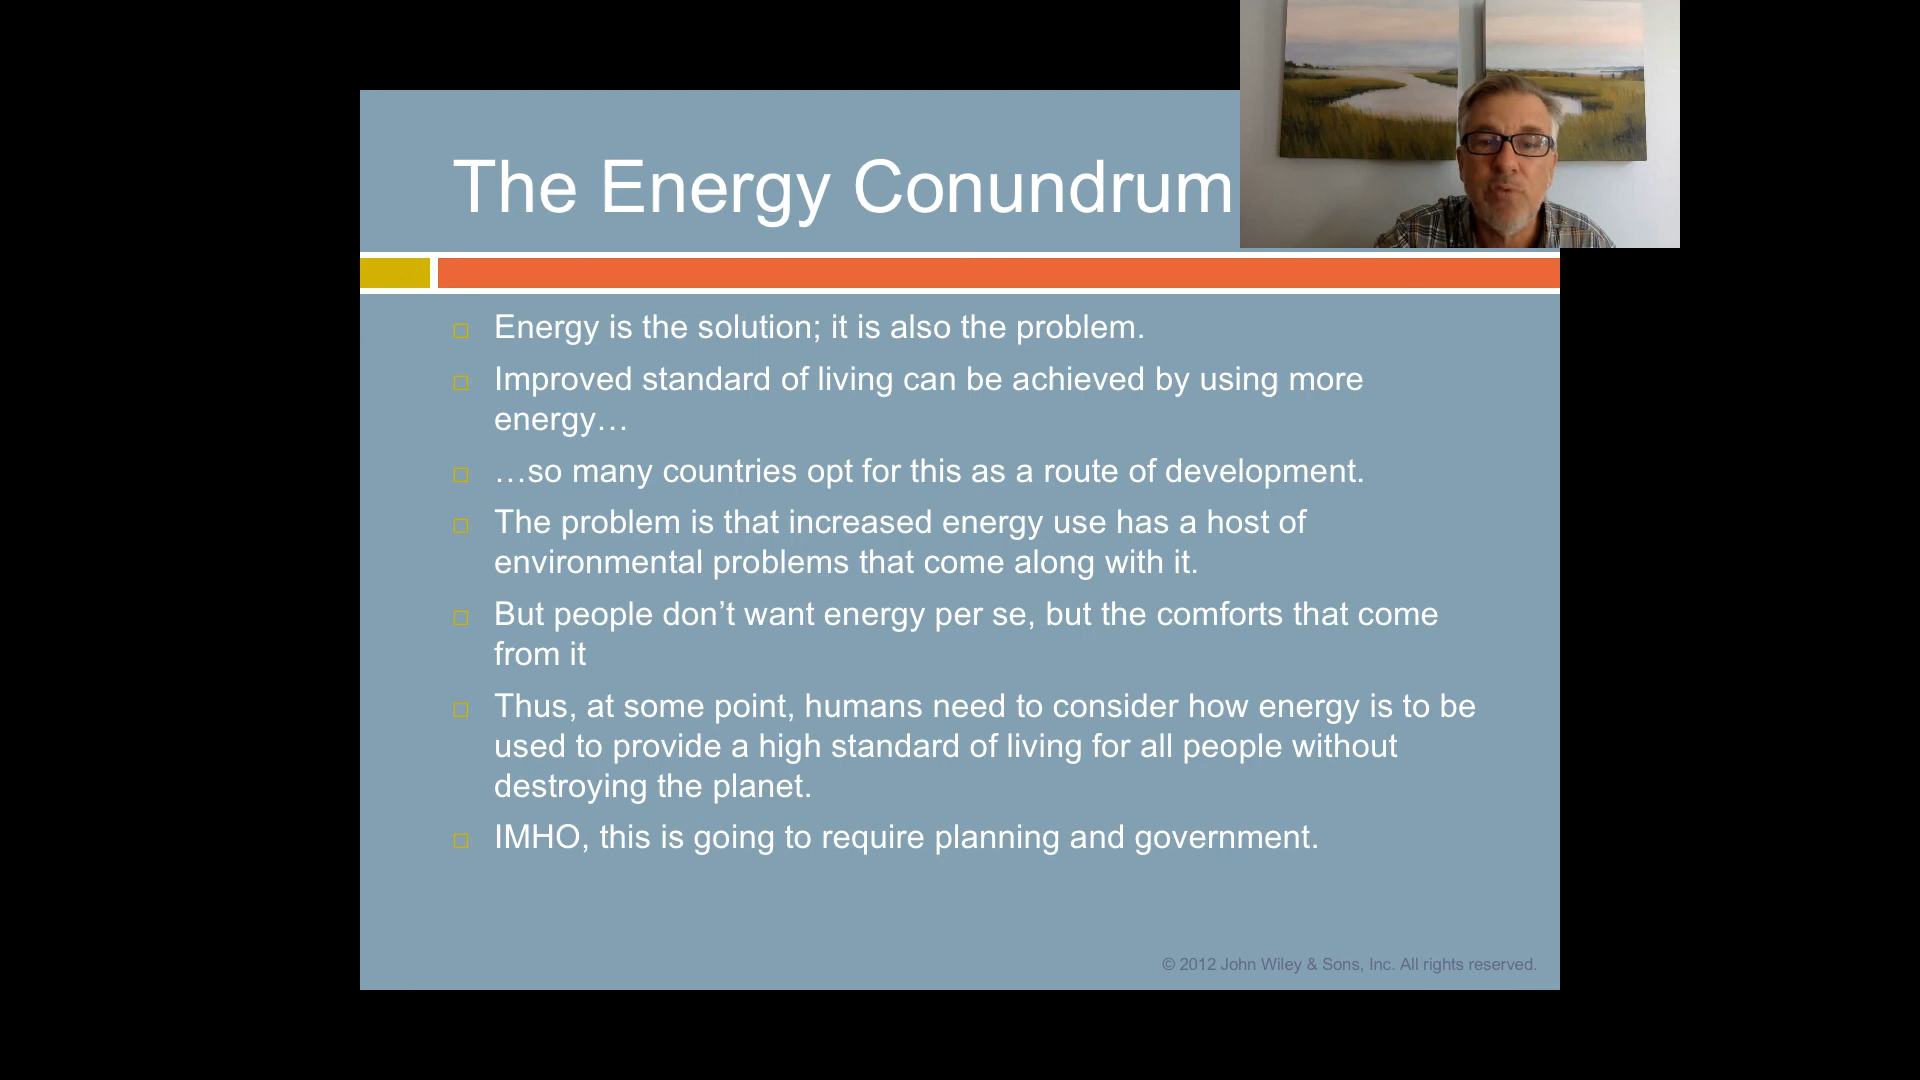 The Energy Conundrum
Energy is the solution; it is also the problem.
Improved standard of living can be achieved by using more
energy…
…so many countries opt for this as a route of development.
The problem is that increased energy use has a host of
environmental problems that come along with it.
But people don’t want energy per se, but the comforts that come
from it
Thus, at some point, humans need to consider how energy is to be
used to provide a high standard of living for all people without
destroying the planet.
IMHO, this is going to require planning and government.
© 2012 John Wiley & Sons, Inc. All rights reserved.